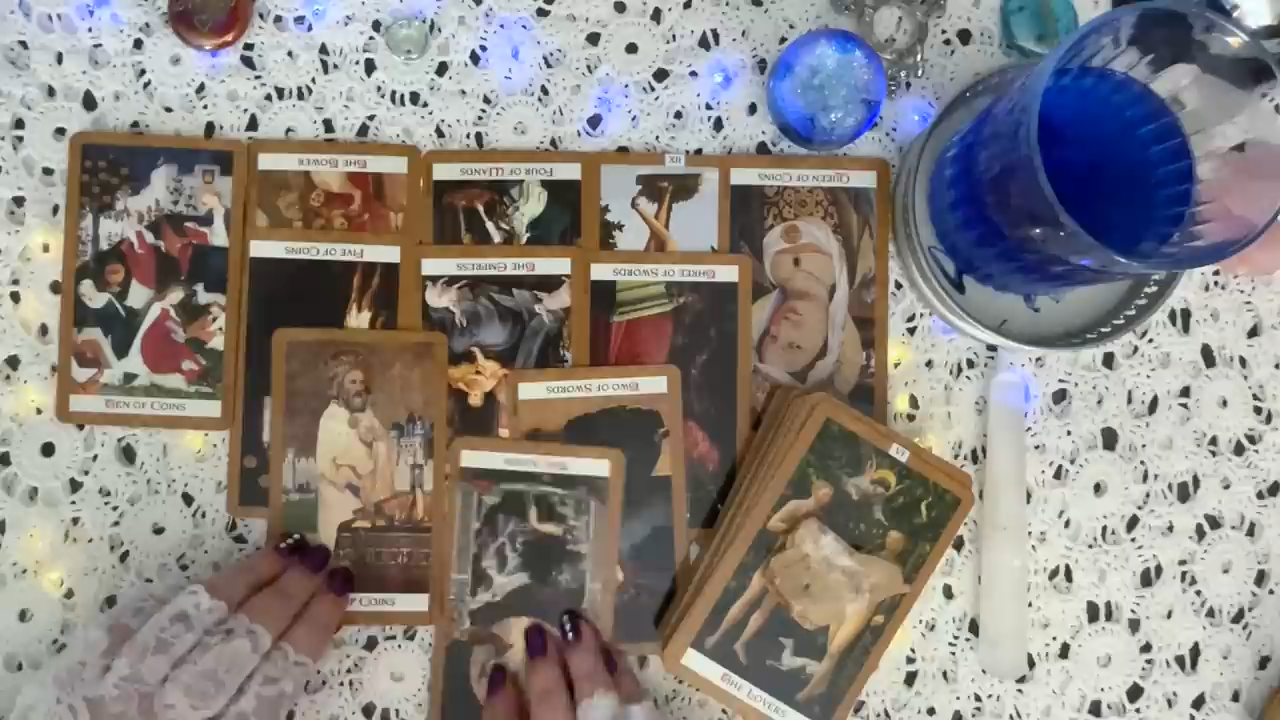 THE TOWER
FOUR OF WANDS
XII
QUEEN OF COINS
FIVE OF COINS
THE EMPRESS
THREE OF SWORDS
TWO OF SWORDS
TEN OF COINS
VI
COINS
THE LOVERS